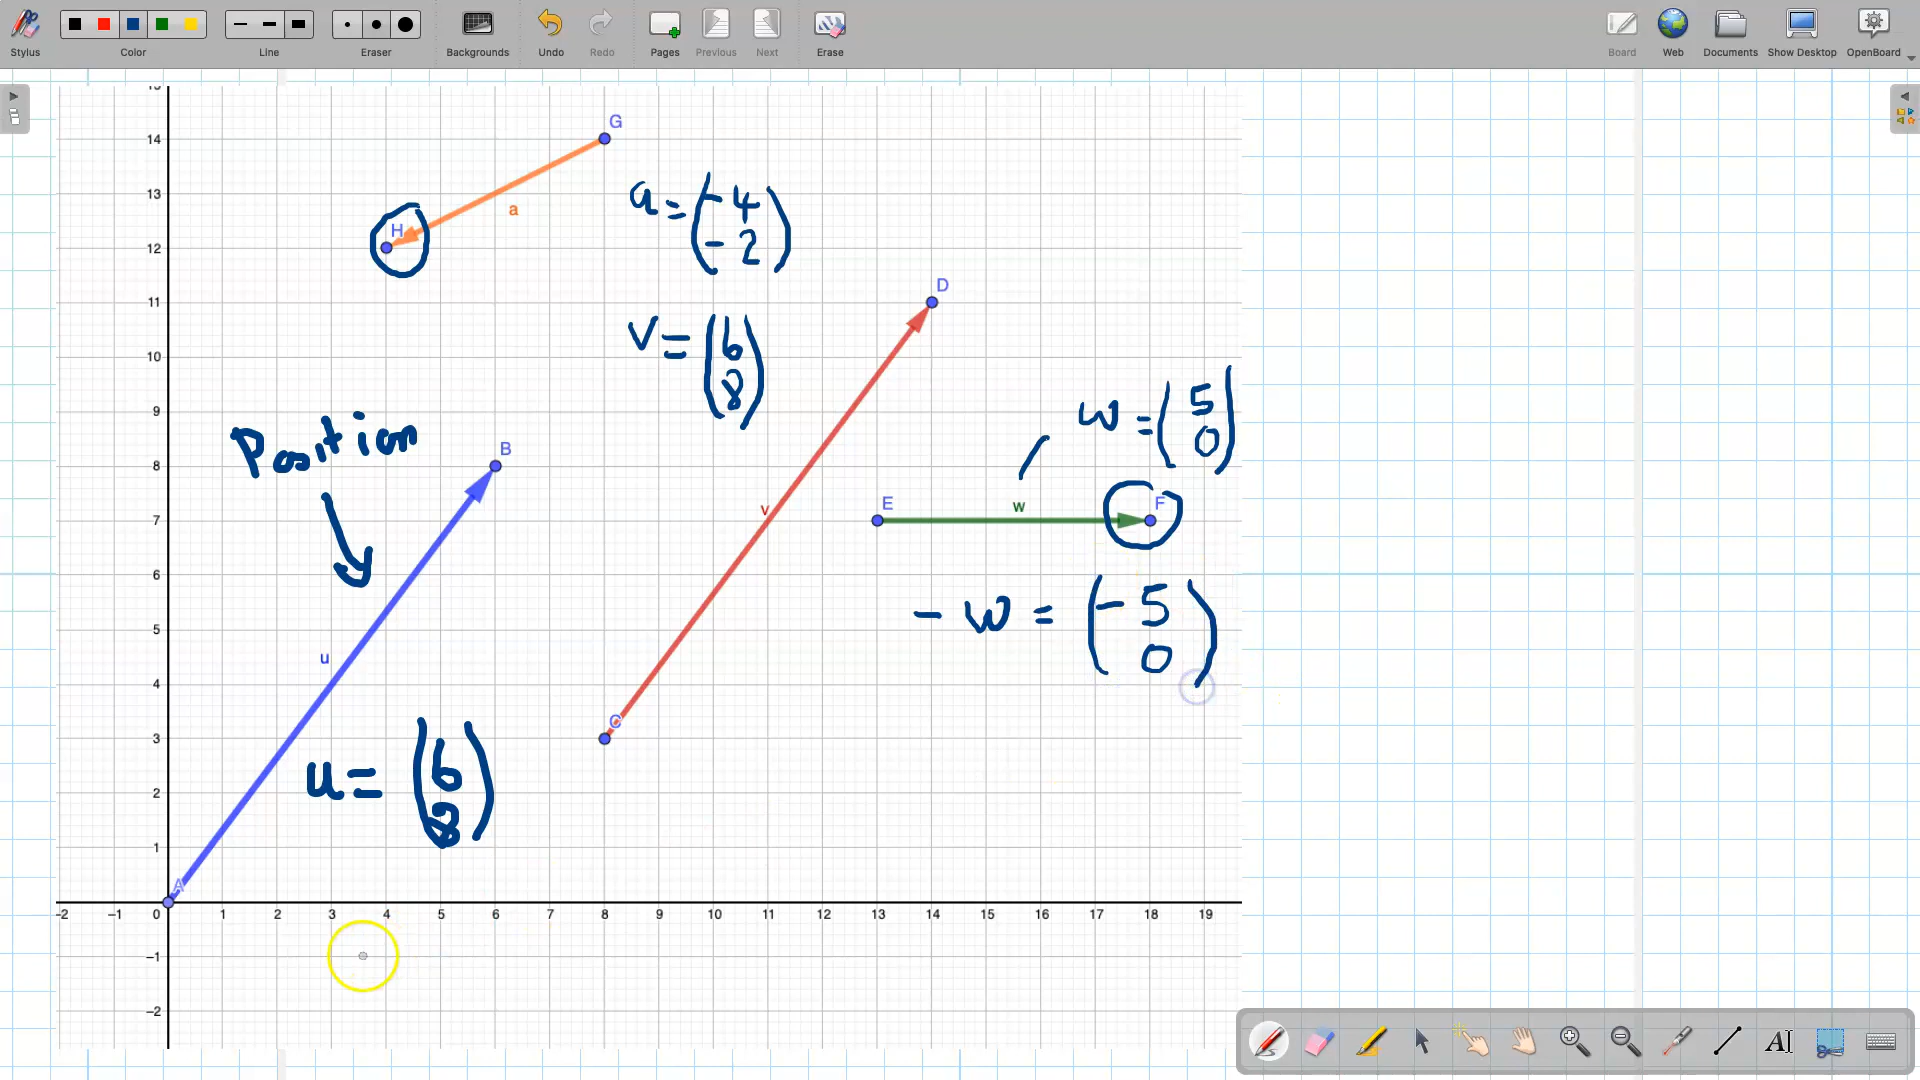 Stylus
Color
Line
Eraser
Backgrounds
Undo
Redo
Pages
Previous
Next
Erase
Board
Web
Documents
Show Desktop
OpenBoard
G
14
13
a
a = (-4
-2)
H
12
D
11
V = (6
8)
10
9
w = (5
0)
Position
B
8
E
w
F
7
v
6
- w = (-5
0)
5
u
4
C
3
u = (6
8)
2
1
A
-2 -1 0 1 2 3 4 5 6 7 8 9 10 11 12 13 14 15 16 17 18 19
-1
-2
AI